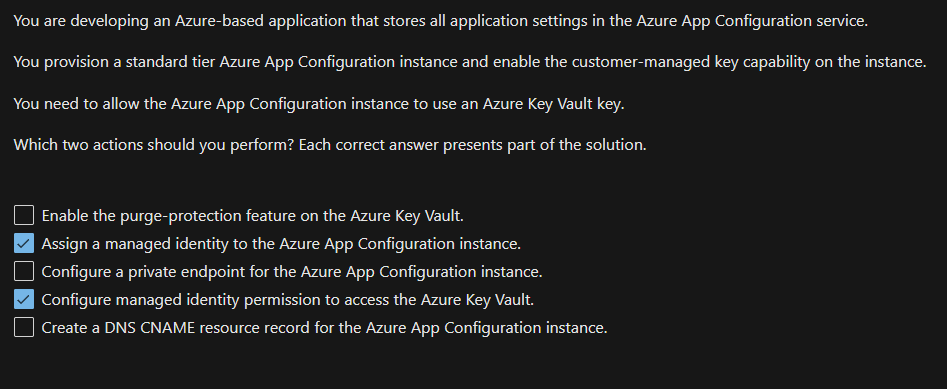 You are developing an Azure-based application that stores all application settings in the Azure App Configuration service.
You provision a standard tier Azure App Configuration instance and enable the customer-managed key capability on the instance.
You need to allow the Azure App Configuration instance to use an Azure Key Vault key.
Which two actions should you perform? Each correct answer presents part of the solution.
Enable the purge-protection feature on the Azure Key Vault.
Assign a managed identity to the Azure App Configuration instance.
Configure a private endpoint for the Azure App Configuration instance.
Configure managed identity permission to access the Azure Key Vault.
Create a DNS CNAME resource record for the Azure App Configuration instance.